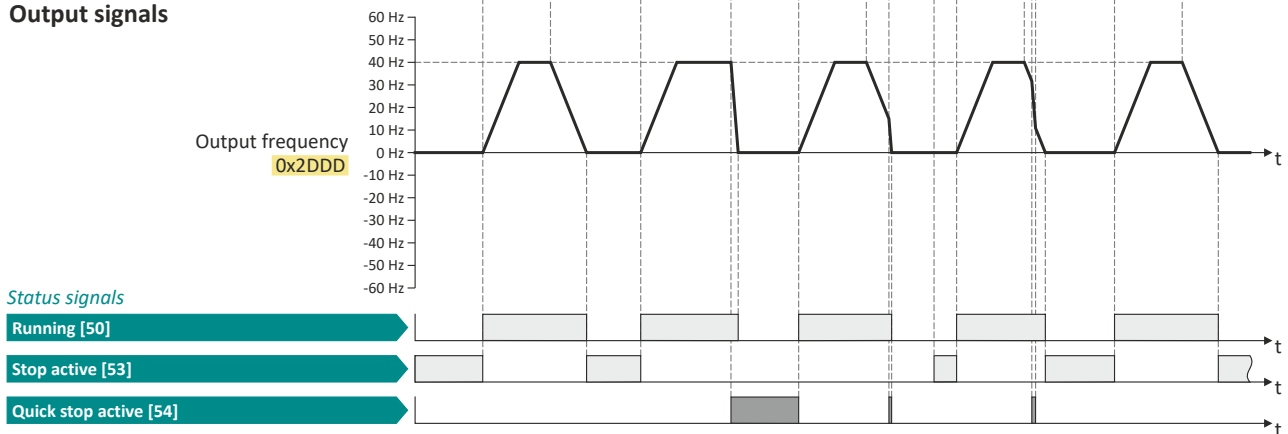 Output signals
60 Hz
50 Hz
40 Hz
30 Hz
20 Hz
10 Hz
0 Hz
-10 Hz
-20 Hz
-30 Hz
-40 Hz
-50 Hz
-60 Hz
Output frequency
0x2DDD
t
Status signals
Running [50]
t
Stop active [53]
t
Quick stop active [54]
t